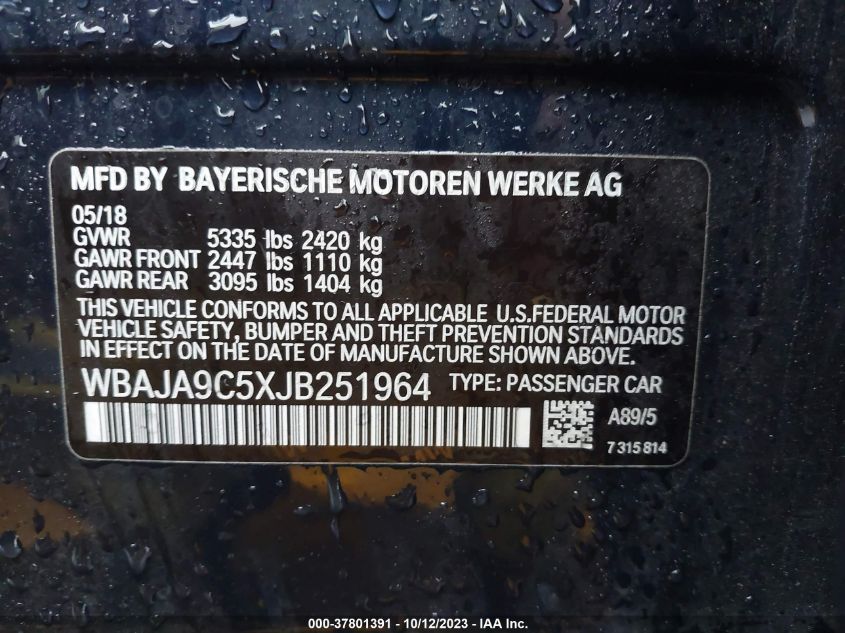 MFD BY BAYERISCHE MOTOREN WERKE AG
05/18
GVWR 5335 lbs 2420 kg
GAWR FRONT 2447 lbs 1110 kg
GAWR REAR 3095 lbs 1404 kg
THIS VEHICLE CONFORMS TO ALL APPLICABLE U.S.FEDERAL MOTOR
VEHICLE SAFETY, BUMPER AND THEFT PREVENTION STANDARDS
IN EFFECT ON THE DATE OF MANUFACTURE SHOWN ABOVE.
WBAJA9C5XJB251964 TYPE: PASSENGER CAR
A89/5
7315814
000-37801391 - 10/12/2023 - IAA Inc.